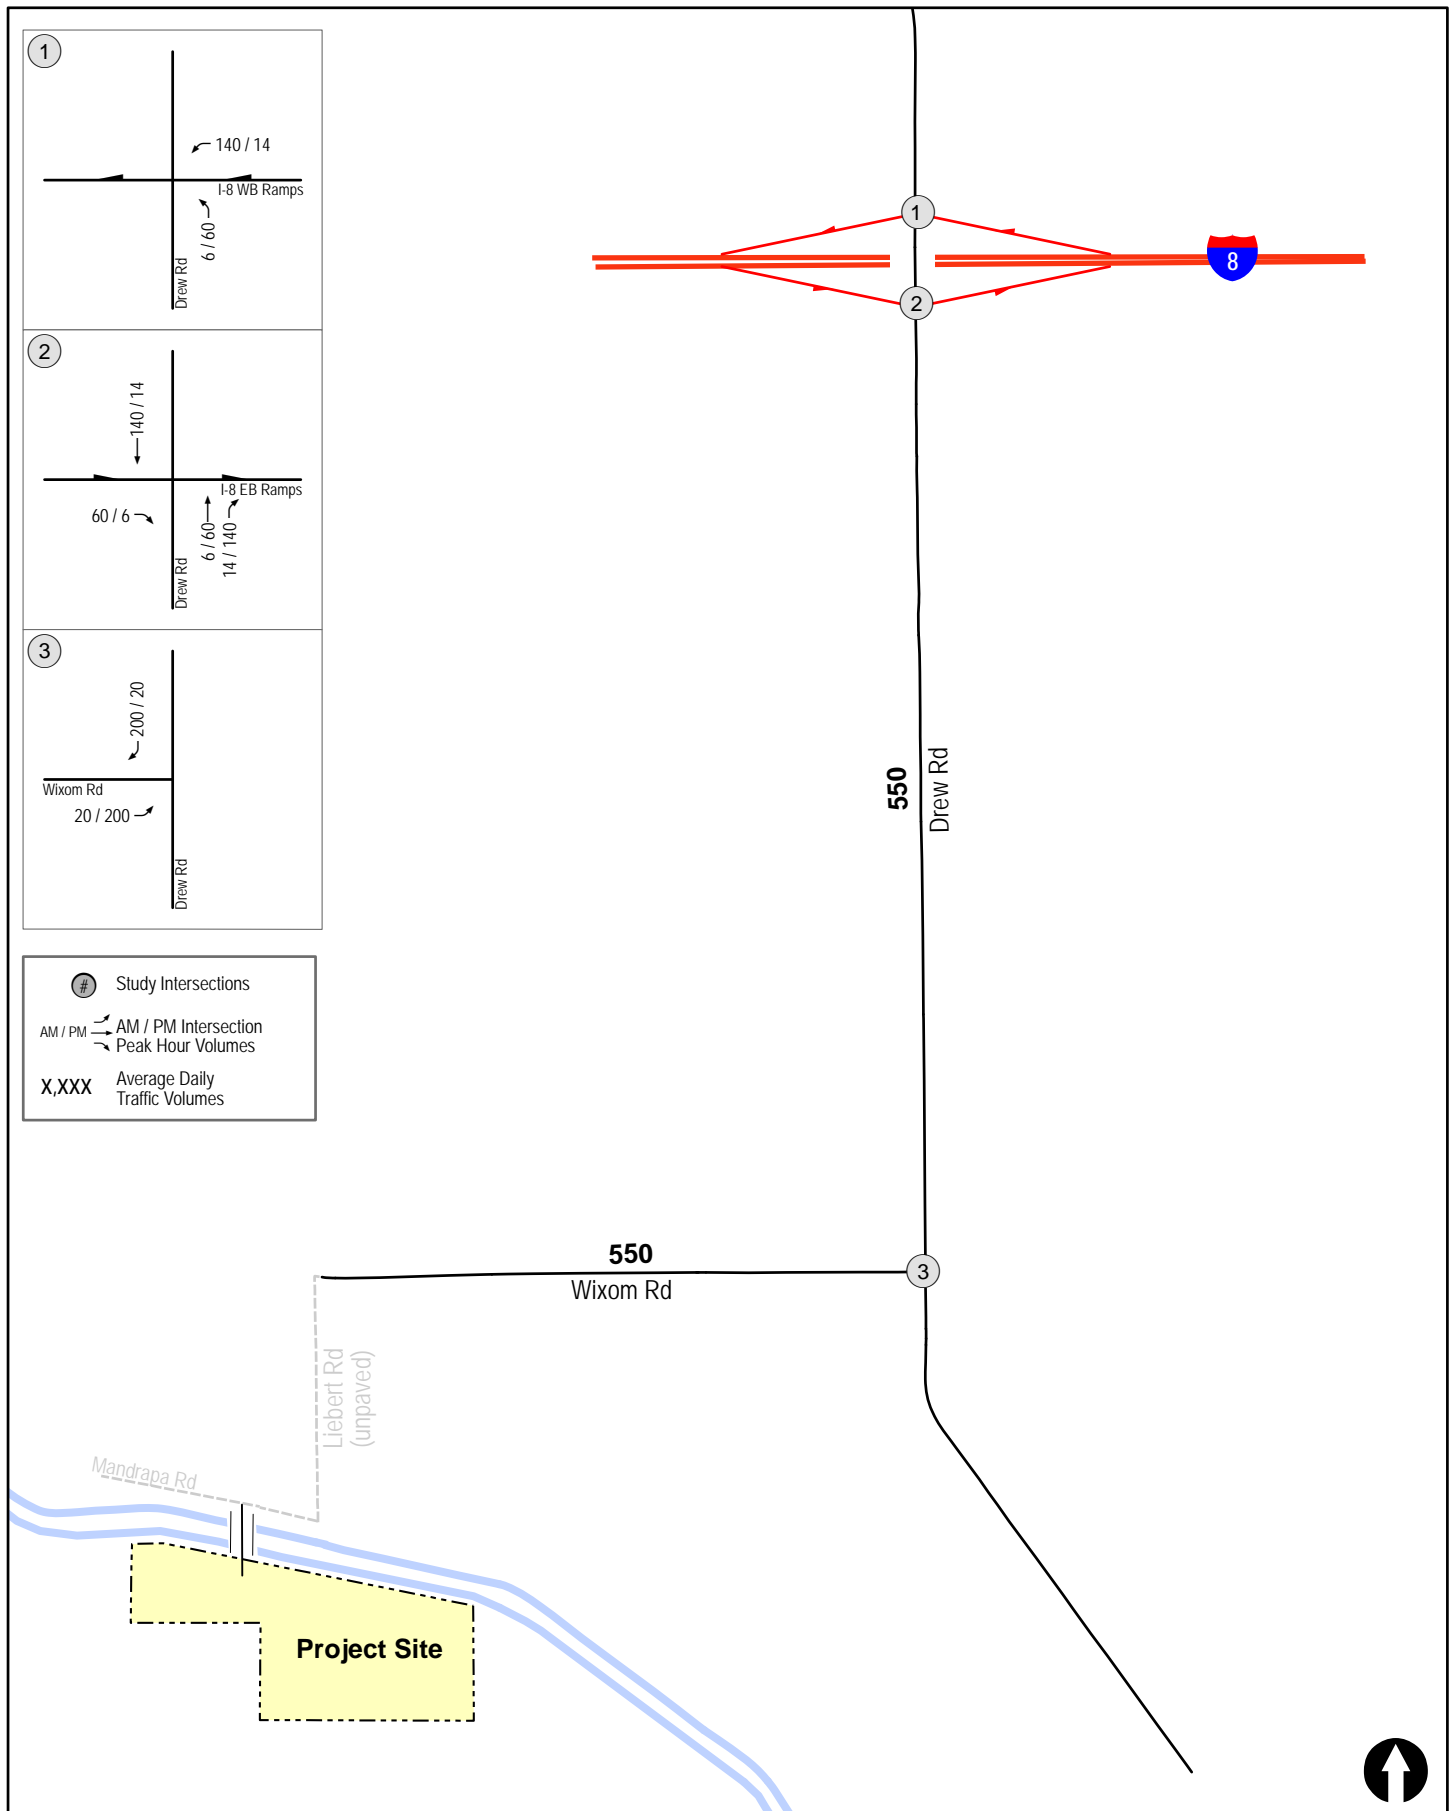 1
140 / 14
I-8 WB Ramps
6 / 60
Drew Rd
2
140 / 14
I-8 EB Ramps
60 / 6
6 / 60
14 / 140
Drew Rd
3
200 / 20
Wixom Rd
20 / 200
Drew Rd
# Study Intersections
AM / PM AM / PM Intersection
Peak Hour Volumes
X,XXX Average Daily
Traffic Volumes
1
8
2
550
Drew Rd
550
Wixom Rd
3
Liebert Rd
(unpaved)
Mandrapa Rd
Project Site